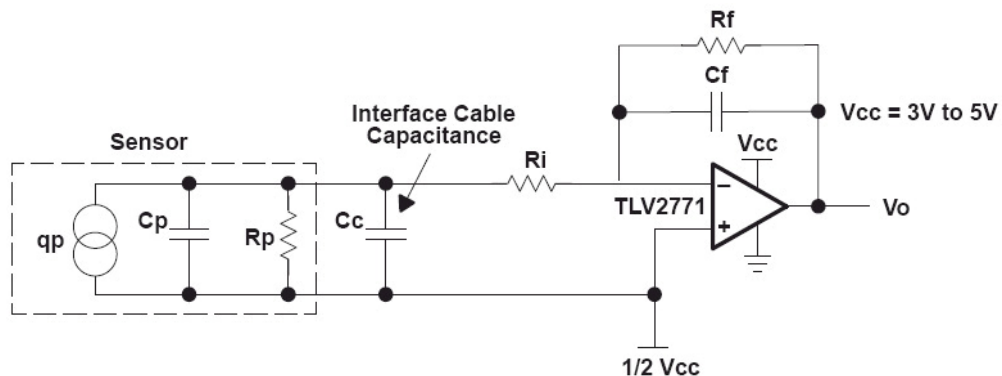 Rf
Cf
Vcc = 3V to 5V
Interface Cable
Capacitance
Sensor
Ri
Vcc
TLV2771
Vo
qp
Cp
Rp
Cc
1/2 Vcc